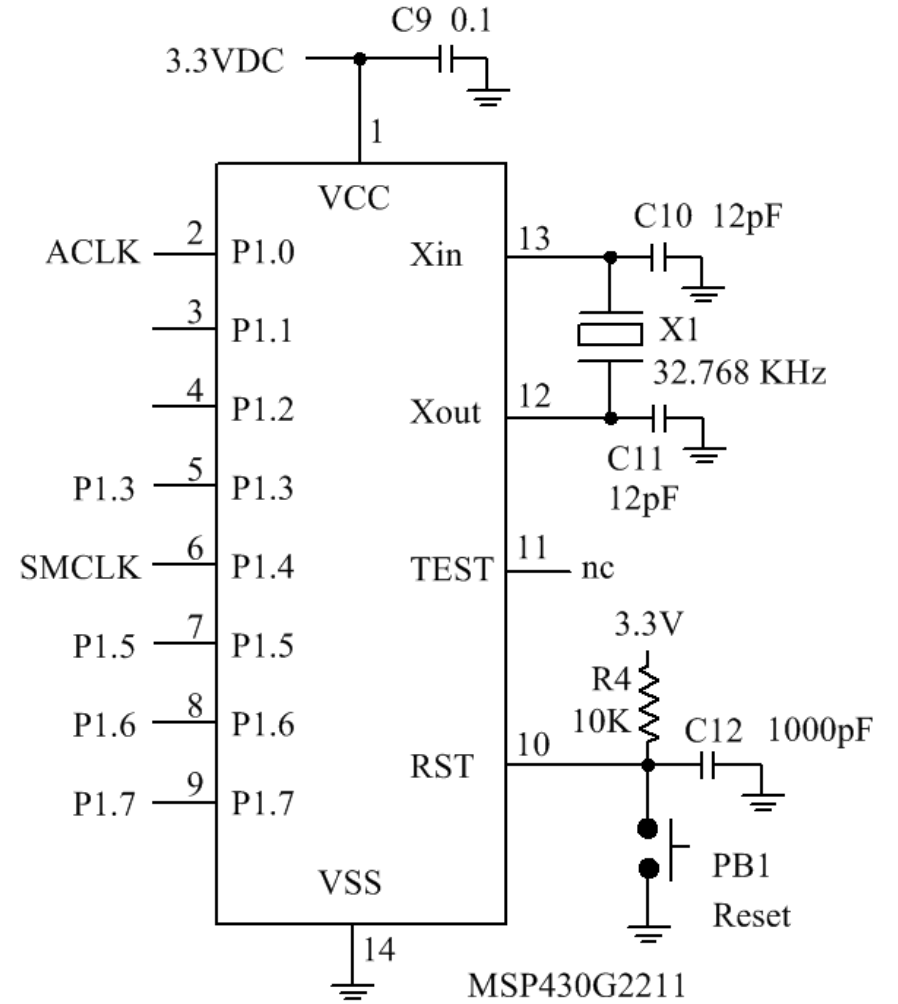 C9 0.1
3.3VDC
1
VCC
ACLK 2 P1.0
Xin 13
C10 12pF
3 P1.1
X1
32.768 KHz
4 P1.2
Xout 12
C11
12pF
P1.3 5 P1.3
SMCLK 6 P1.4
TEST 11 nc
3.3V
P1.5 7 P1.5
R4
10K
C12 1000pF
P1.6 8 P1.6
RST 10
P1.7 9 P1.7
PB1
Reset
VSS
14
MSP430G2211